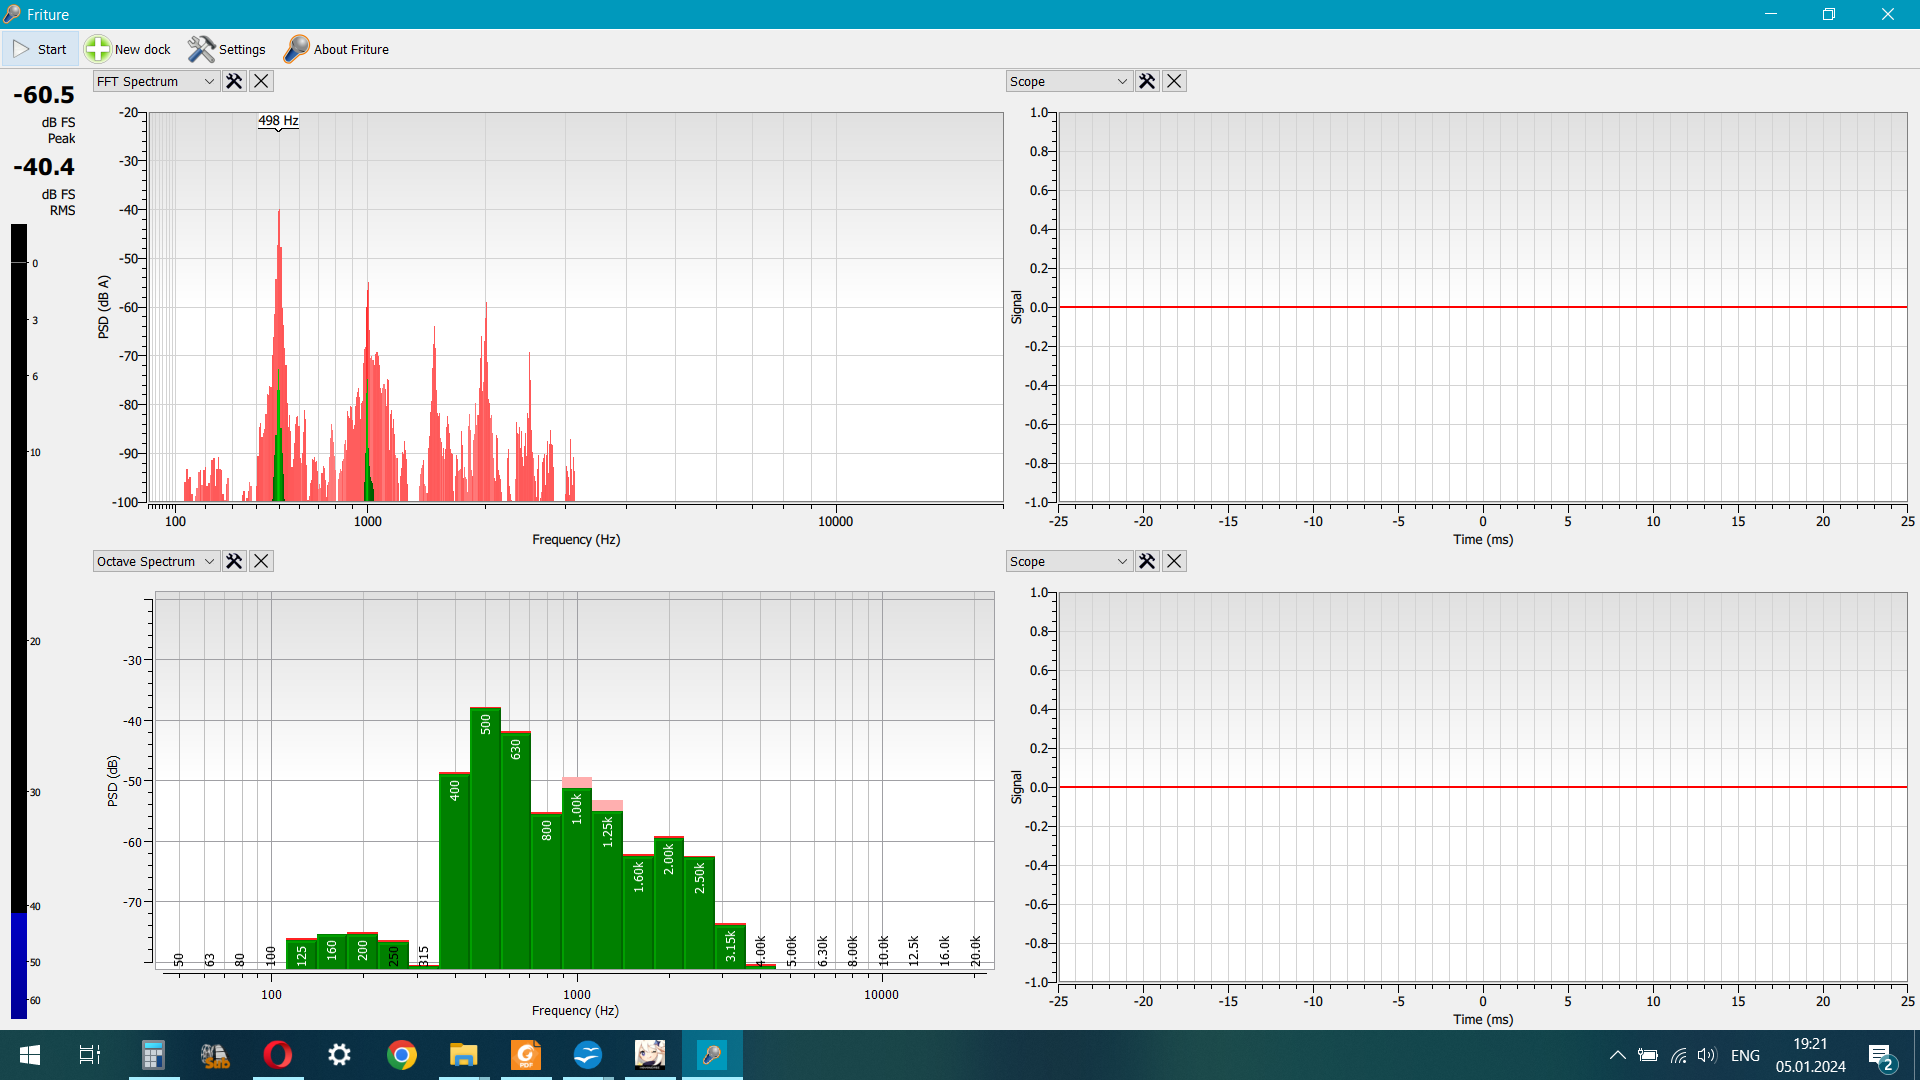 Friture
Start
New dock
Settings
About Friture
-60.5
dB FS
Peak
-40.4
dB FS
RMS
0
3
6
10
20
30
40
50
60
FFT Spectrum
498 Hz
-20
-30
-40
-50
-60
-70
-80
-90
-100
PSD (dB A)
100 1000 10000
Frequency (Hz)
Scope
1.0
0.8
0.6
0.4
0.2
0.0
-0.2
-0.4
-0.6
-0.8
-1.0
Signal
-25 -20 -15 -10 -5 0 5 10 15 20 25
Time (ms)
Octave Spectrum
-30
-40
-50
-60
-70
PSD (dB)
50 63 80 100 125 160 200 250 315 400 500 630 800 1.00k 1.25k 1.60k 2.00k 2.50k 3.15k 4.00k 5.00k 6.30k 8.00k 10.0k 12.5k 16.0k 20.0k
100 1000 10000
Frequency (Hz)
Scope
1.0
0.8
0.6
0.4
0.2
0.0
-0.2
-0.4
-0.6
-0.8
-1.0
Signal
-25 -20 -15 -10 -5 0 5 10 15 20 25
Time (ms)
Sab
PDF
ENG
19:21
05.01.2024
2